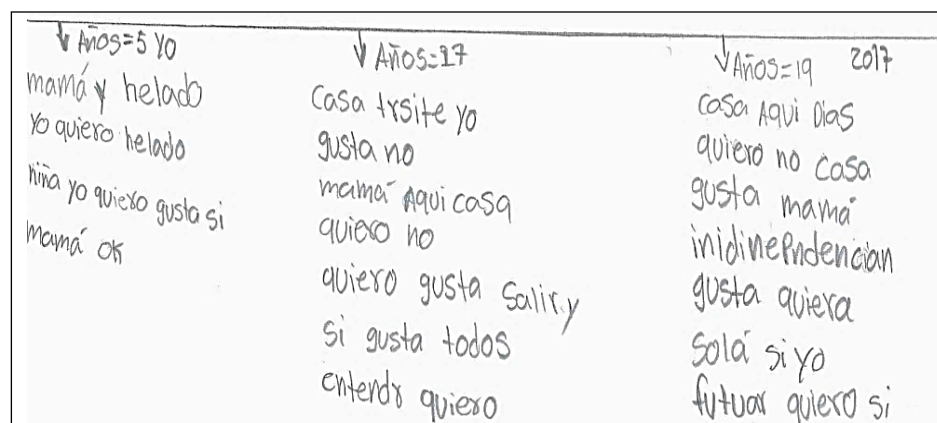 ↓ Años=5 yo
mamá y helado
yo quiero helado
niña yo quiero gusta si
mamá ok
↓ Años=17
casa trsite yo
gusta no
mamá Aqui casa
quiero no
quiero gusta salir y
si gusta todos
entendr quiero
↓ Años=19 2017
casa Aqui Dias
quiero no casa
gusta mamá
inidinepndencian
gusta quiera
solá si yo
futuar quiero si